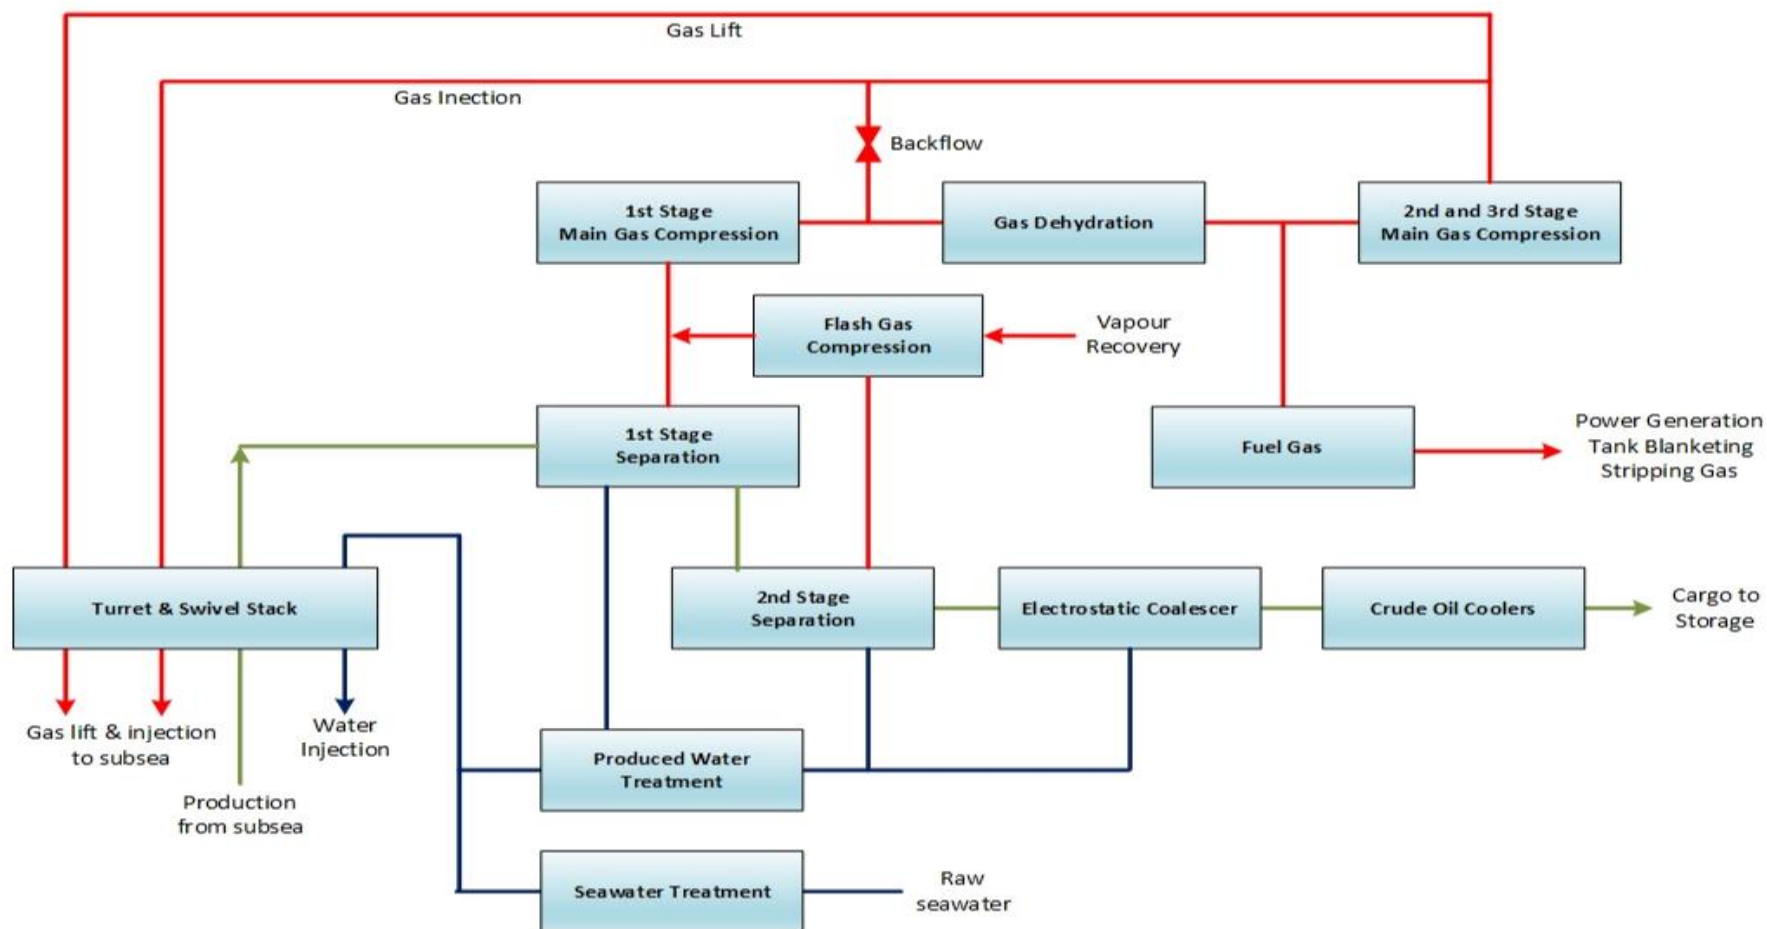 Gas Lift
Gas Inection
Backflow
1st Stage
Main Gas Compression
Gas Dehydration
2nd and 3rd Stage
Main Gas Compression
Flash Gas
Compression
Vapour
Recovery
1st Stage
Separation
Fuel Gas
Power Generation
Tank Blanketing
Stripping Gas
Turret & Swivel Stack
2nd Stage
Separation
Electrostatic Coalescer
Crude Oil Coolers
Cargo to
Storage
Gas lift & injection
to subsea
Water
Injection
Production
from subsea
Produced Water
Treatment
Seawater Treatment
Raw
seawater